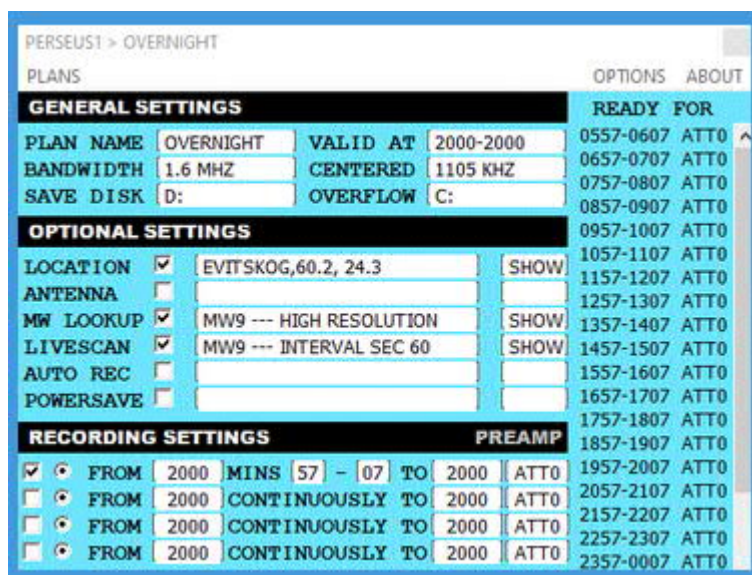 PERSEUS1 > OVERNIGHT
PLANS OPTIONS ABOUT
GENERAL SETTINGS
PLAN NAME OVERNIGHT VALID AT 2000-2000
BANDWIDTH 1.6 MHZ CENTERED 1105 KHZ
SAVE DISK D: OVERFLOW C:
OPTIONAL SETTINGS
LOCATION EVITSKOG,60.2, 24.3 SHOW
ANTENNA
MW LOOKUP MW9 --- HIGH RESOLUTION SHOW
LIVESCAN MW9 --- INTERVAL SEC 60 SHOW
AUTO REC
POWERSAVE
RECORDING SETTINGS PREAMP
FROM 2000 MINS 57 - 07 TO 2000 ATT0
FROM 2000 CONTINUOUSLY TO 2000 ATT0
FROM 2000 CONTINUOUSLY TO 2000 ATT0
FROM 2000 CONTINUOUSLY TO 2000 ATT0
READY FOR
0557-0607 ATT0
0657-0707 ATT0
0757-0807 ATT0
0857-0907 ATT0
0957-1007 ATT0
1057-1107 ATT0
1157-1207 ATT0
1257-1307 ATT0
1357-1407 ATT0
1457-1507 ATT0
1557-1607 ATT0
1657-1707 ATT0
1757-1807 ATT0
1857-1907 ATT0
1957-2007 ATT0
2057-2107 ATT0
2157-2207 ATT0
2257-2307 ATT0
2357-0007 ATT0